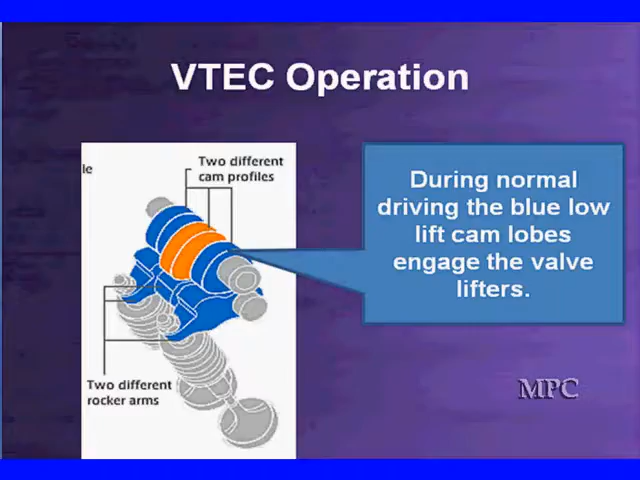 VTEC Operation
le
Two different
cam profiles
During normal
driving the blue low
lift cam lobes
engage the valve
lifters.
Two different
rocker arms
MPC